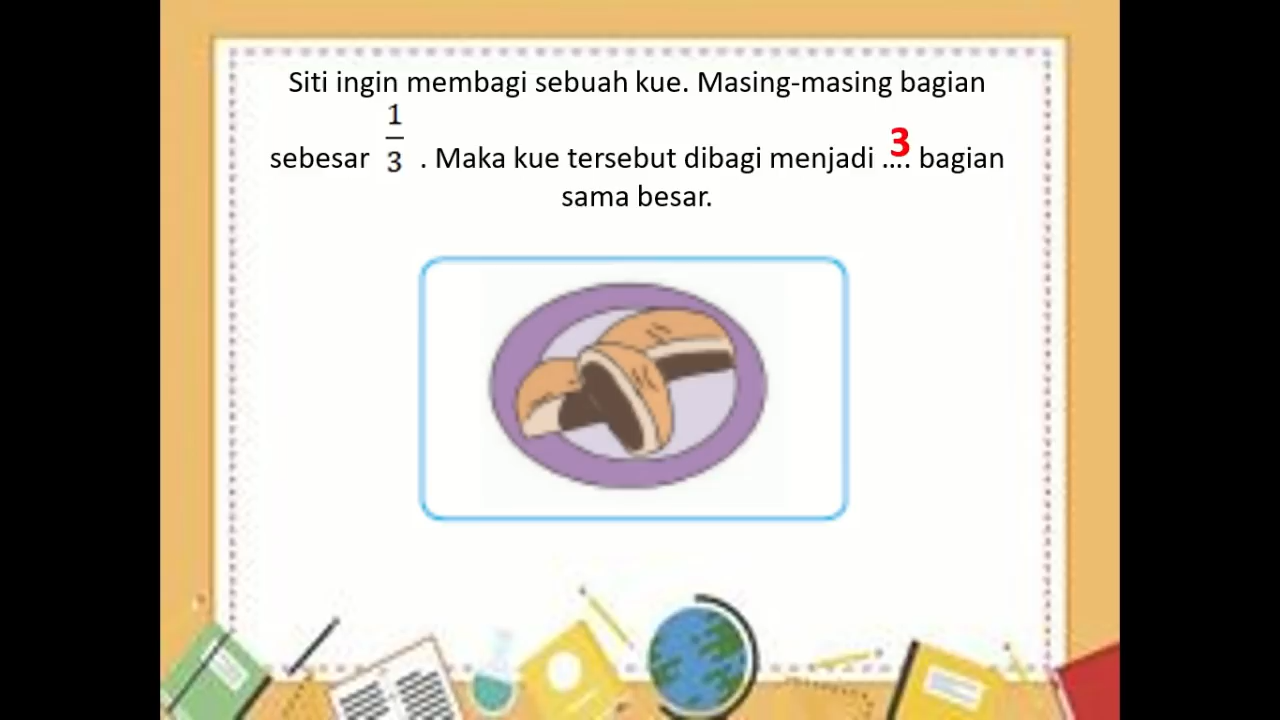 Siti ingin membagi sebuah kue. Masing-masing bagian
sebesar 1/3 . Maka kue tersebut dibagi menjadi .... 3 bagian
sama besar.